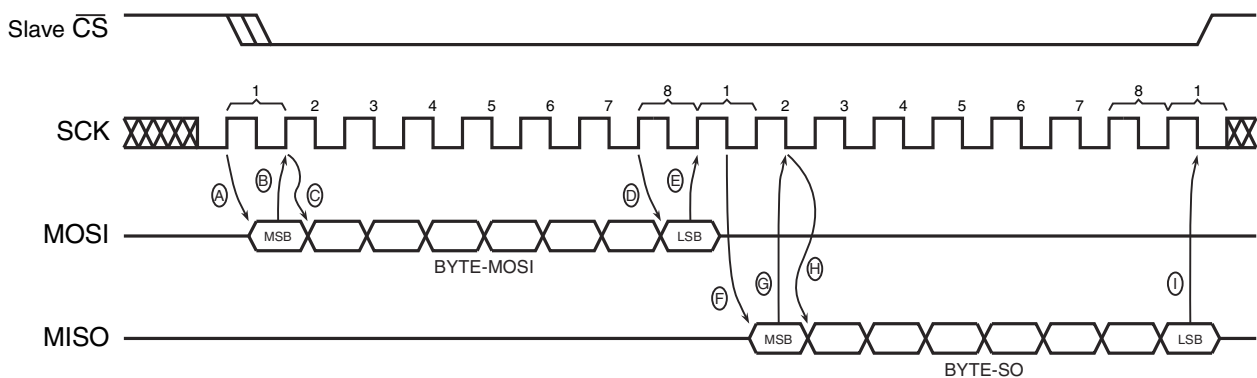 Slave CS
1 2 3 4 5 6 7 8 1 2 3 4 5 6 7 8 1
SCK
A B C D E
MOSI MSB LSB
BYTE-MOSI
F G H I
MISO MSB LSB
BYTE-SO